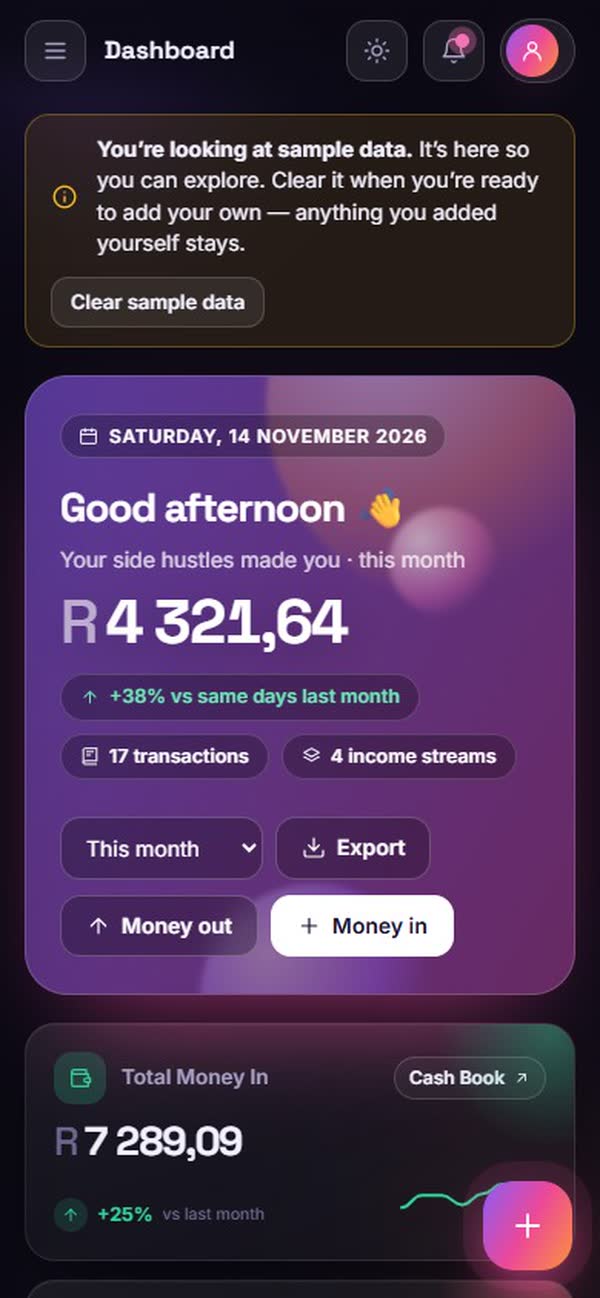 Dashboard
You’re looking at sample data. It’s here so
you can explore. Clear it when you’re ready
to add your own — anything you added
yourself stays.
Clear sample data
SATURDAY, 14 NOVEMBER 2026
Good afternoon 👋
Your side hustles made you · this month
R 4 321,64
+38% vs same days last month
17 transactions
4 income streams
This month
Export
Money out
Money in
Total Money In
Cash Book
R 7 289,09
+25% vs last month